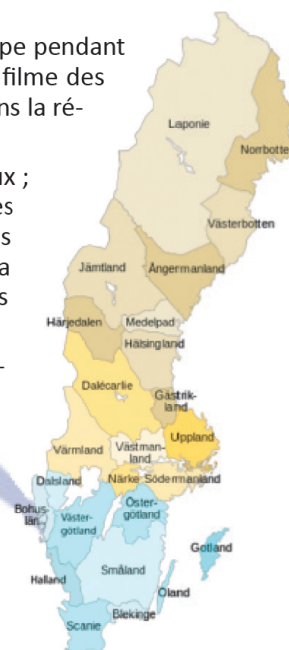 pe pendant
filme des
ns la ré-
ux ;
es
s
a
s
-
Laponie
Norrbotte
Västerbotten
Jämtland
Ångermanland
Härjedalen
Medelpad
Hälsingland
Dalécarlie
Gästrik-
land
Uppland
Värmland
Västman-
land
Närke
Södermanland
Dalsland
Bohus-
län
Väster-
götland
Öster-
götland
Gotland
Småland
Halland
Öland
Blekinge
Scanie